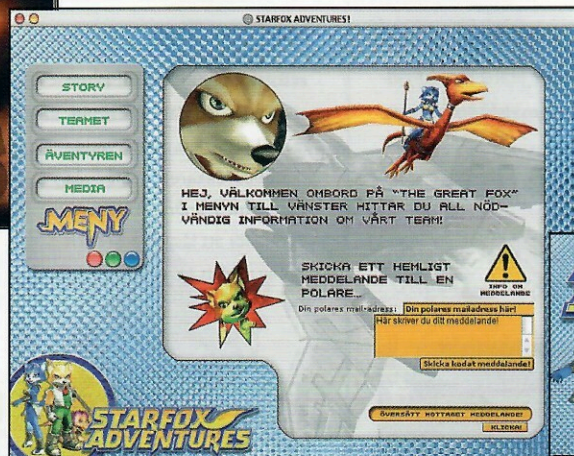 STARFOX ADVENTURES!
STORY
TEAMET
ÄVENTYREN
MEDIA
MENY
HEJ, VÄLKOMMEN OMBORD PÅ "THE GREAT FOX"
I MENYN TILL VÄNSTER HITTAR DU ALL NÖD-
VÄNDIG INFORMATION OM VÅRT TEAM!
SKICKA ETT HEMLIGT
MEDDELANDE TILL EN
POLARE...
INFO OM
MEDDELANDE
Din polares mail-adress: Din polares mailadress här!
Här skriver du ditt meddelande!
Skicka kodat meddelande!
ÖVERSÄTT MOTTAGET MEDDELANDE!
KLICKA!
STARFOX
ADVENTURES